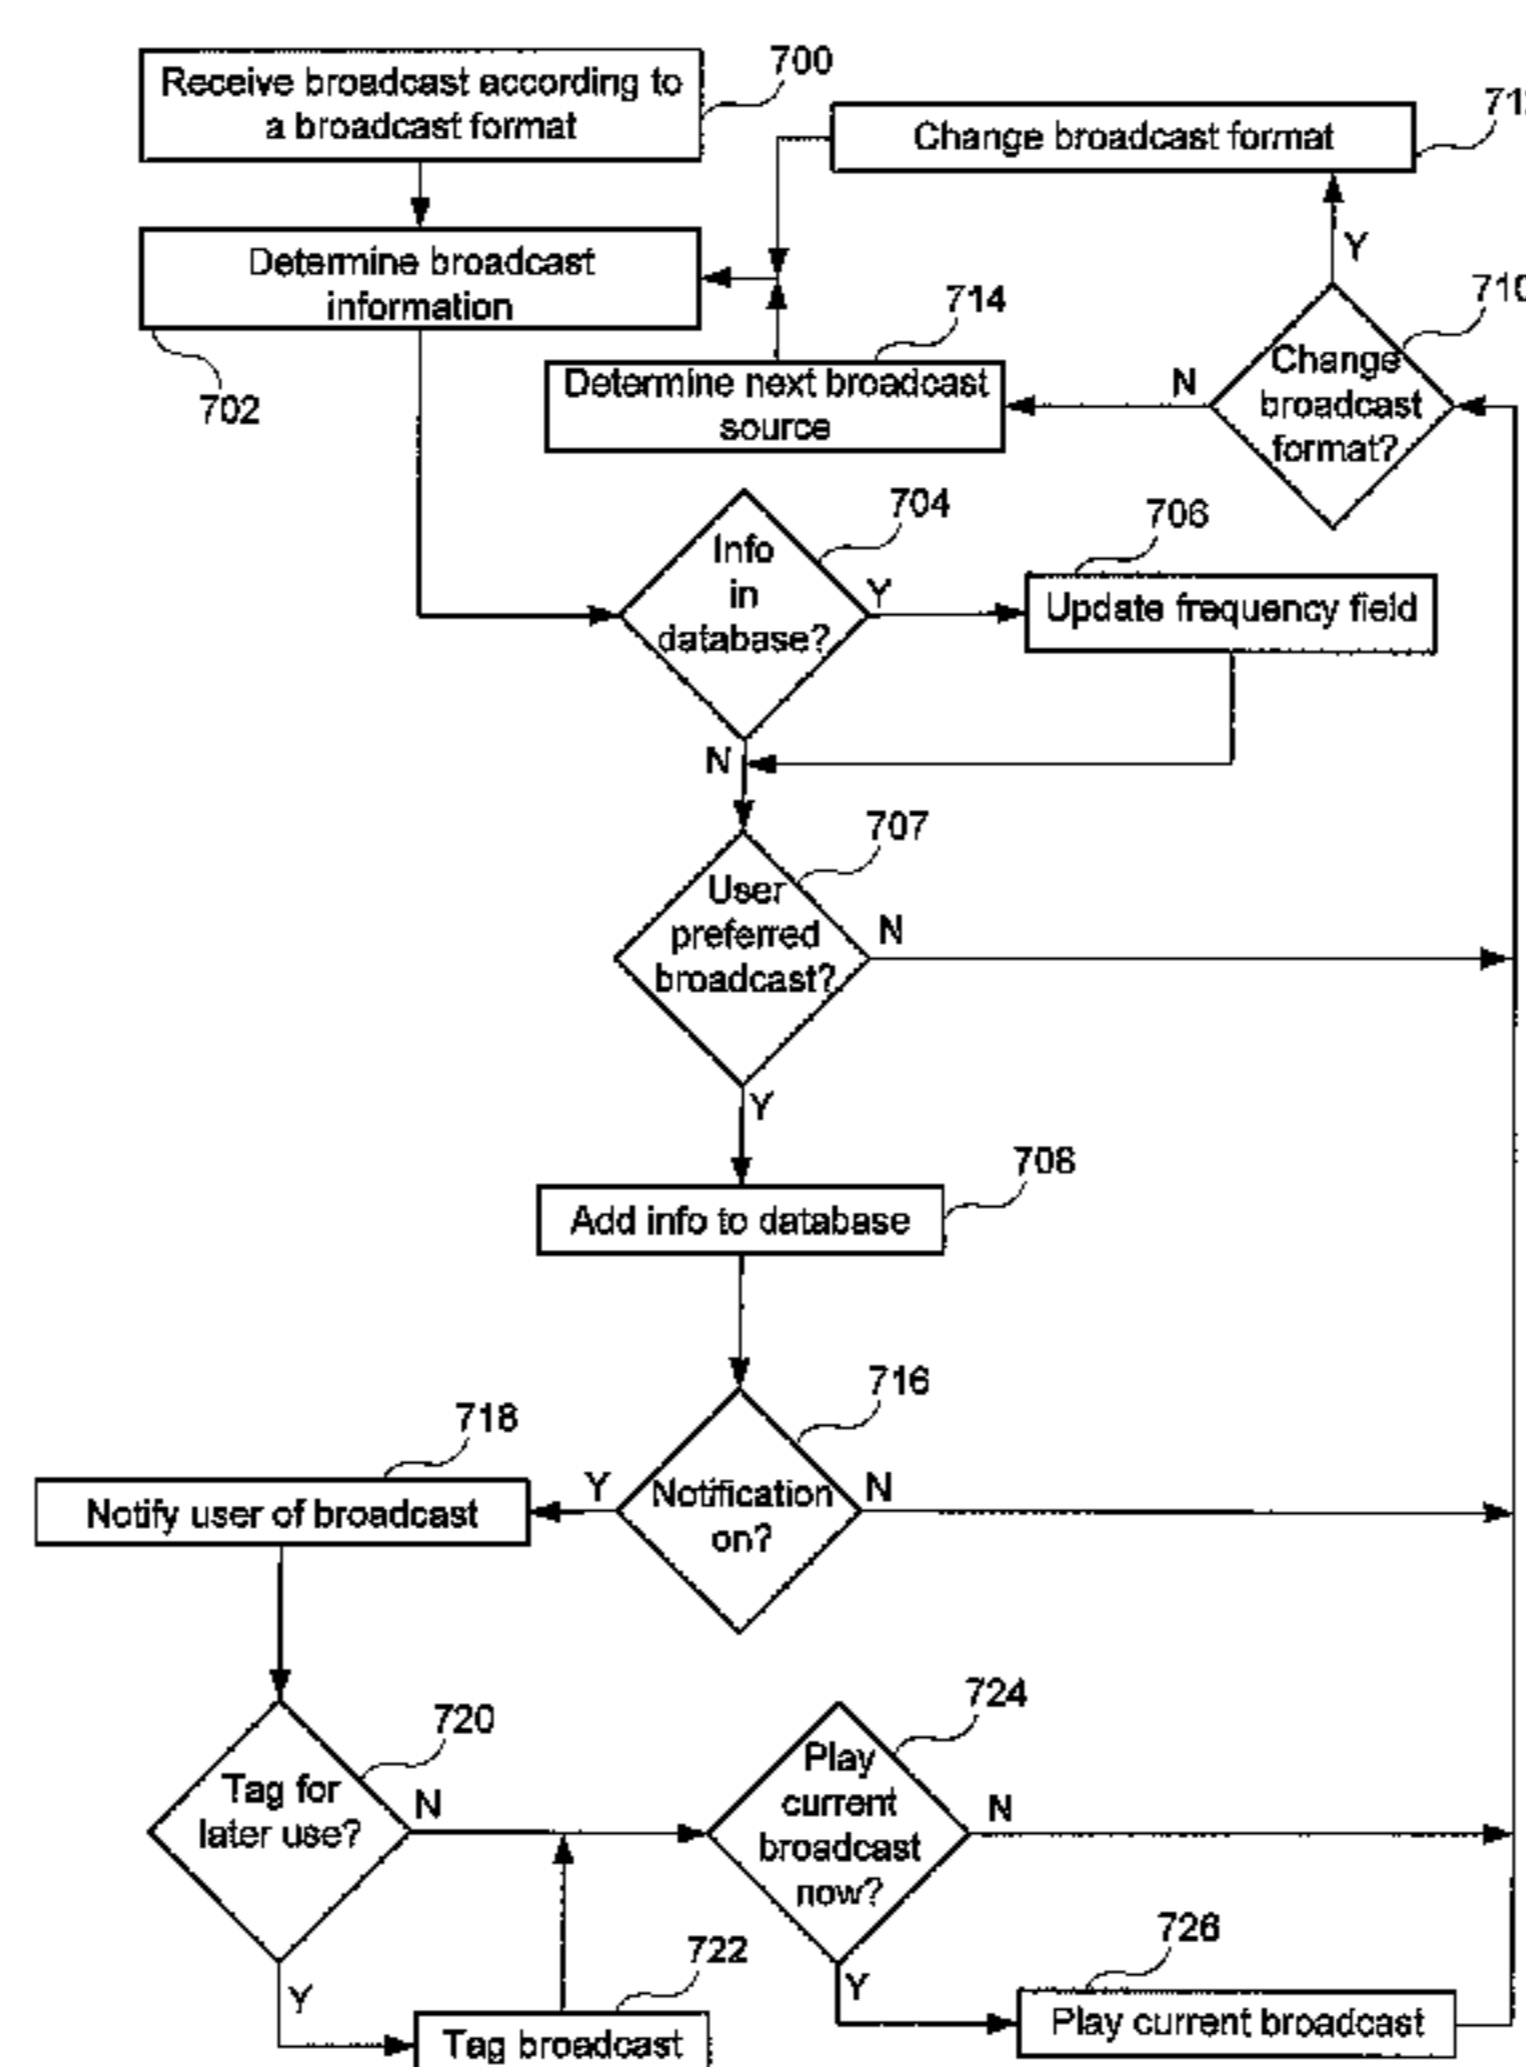 700
Receive broadcast according to
a broadcast format
Change broadcast format
Determine broadcast
information
702
714
Determine next broadcast
source
Y
710
Change
broadcast
format?
N
704
Info
in
database?
Y
N
706
Update frequency field
707
User
preferred
broadcast?
N
Y
708
Add info to database
716
Notification
on?
Y
N
718
Notify user of broadcast
720
Tag for
later use?
N
Y
722
Tag broadcast
724
Play
current
broadcast
now?
N
Y
726
Play current broadcast